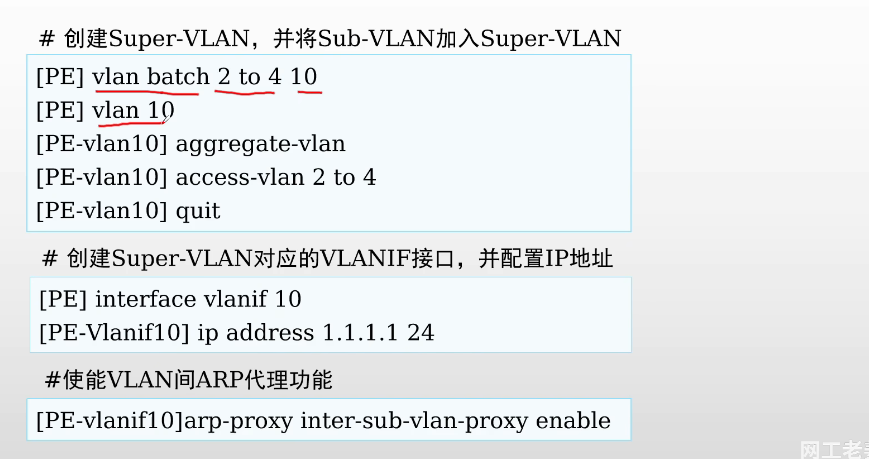 # 创建Super-VLAN，并将Sub-VLAN加入Super-VLAN
[PE] vlan batch 2 to 4 10
[PE] vlan 10
[PE-vlan10] aggregate-vlan
[PE-vlan10] access-vlan 2 to 4
[PE-vlan10] quit
# 创建Super-VLAN对应的VLANIF接口，并配置IP地址
[PE] interface vlanif 10
[PE-Vlanif10] ip address 1.1.1.1 24
#使能VLAN间ARP代理功能
[PE-vlanif10]arp-proxy inter-sub-vlan-proxy enable
网工老